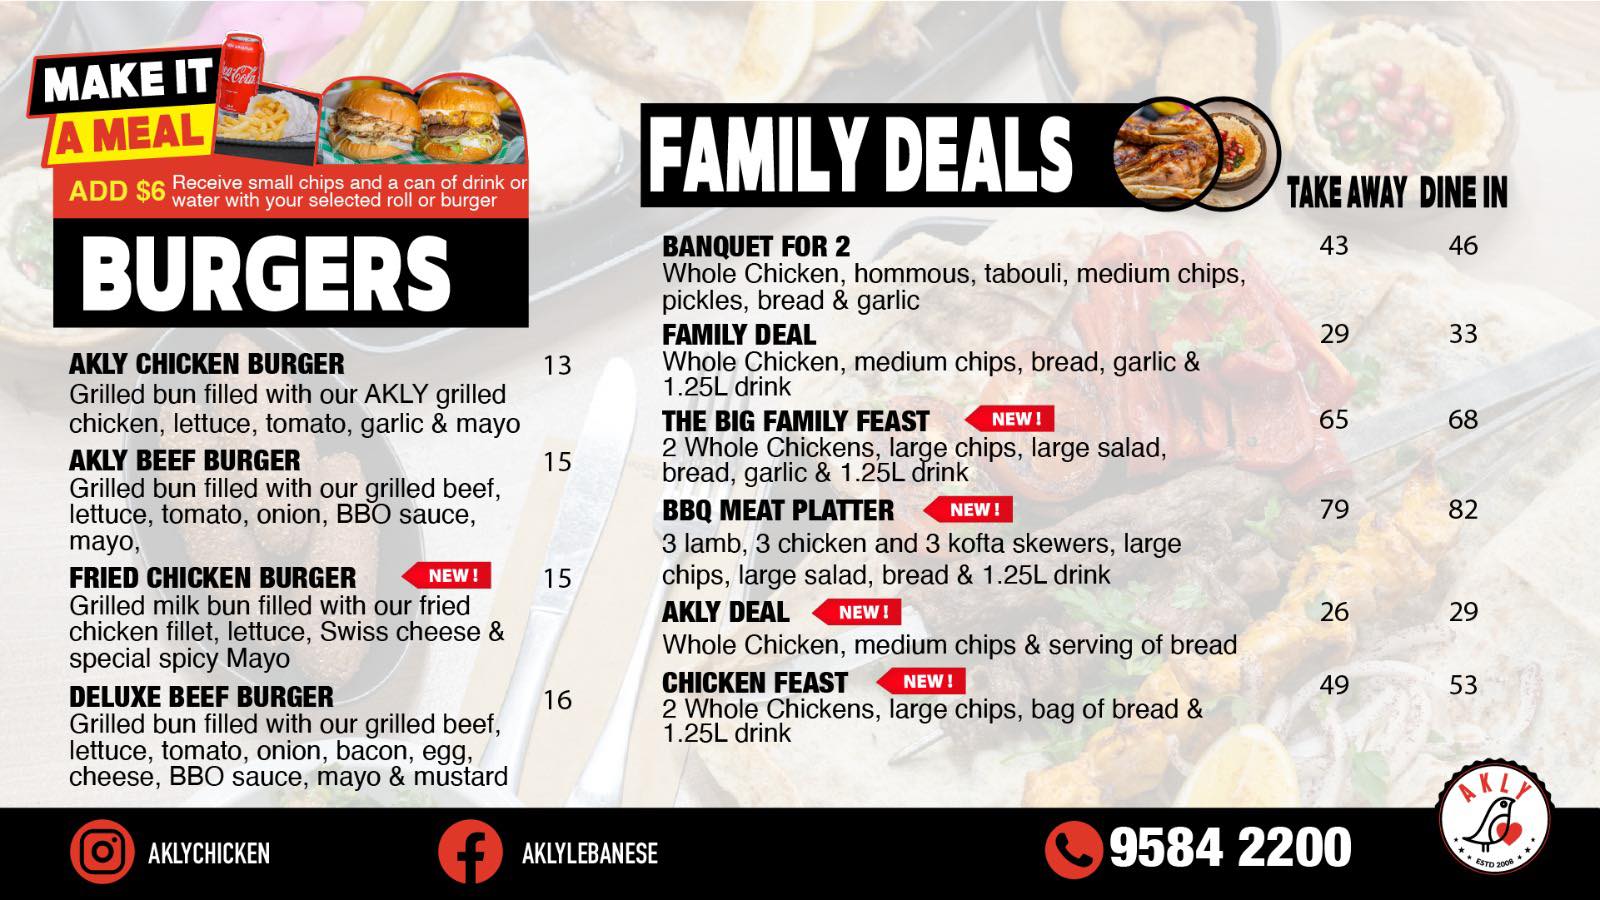 MAKE IT
A MEAL
Coca-Cola
ADD $6 Receive small chips and a can of drink or
water with your selected roll or burger
BURGERS
AKLY CHICKEN BURGER 13
Grilled bun filled with our AKLY grilled
chicken, lettuce, tomato, garlic & mayo
AKLY BEEF BURGER 15
Grilled bun filled with our grilled beef,
lettuce, tomato, onion, BBO sauce,
mayo,
FRIED CHICKEN BURGER NEW! 15
Grilled milk bun filled with our fried
chicken fillet, lettuce, Swiss cheese &
special spicy Mayo
DELUXE BEEF BURGER 16
Grilled bun filled with our grilled beef,
lettuce, tomato, onion, bacon, egg,
cheese, BBO sauce, mayo & mustard
FAMILY DEALS
TAKE AWAY DINE IN
BANQUET FOR 2 43 46
Whole Chicken, hommous, tabouli, medium chips,
pickles, bread & garlic
FAMILY DEAL 29 33
Whole Chicken, medium chips, bread, garlic &
1.25L drink
THE BIG FAMILY FEAST NEW! 65 68
2 Whole Chickens, large chips, large salad,
bread, garlic & 1.25L drink
BBQ MEAT PLATTER NEW! 79 82
3 lamb, 3 chicken and 3 kofta skewers, large
chips, large salad, bread & 1.25L drink
AKLY DEAL NEW! 26 29
Whole Chicken, medium chips & serving of bread
CHICKEN FEAST NEW! 49 53
2 Whole Chickens, large chips, bag of bread &
1.25L drink
AKLYCHICKEN
AKLYLEBANESE
9584 2200
AKLY
ESTD 2008